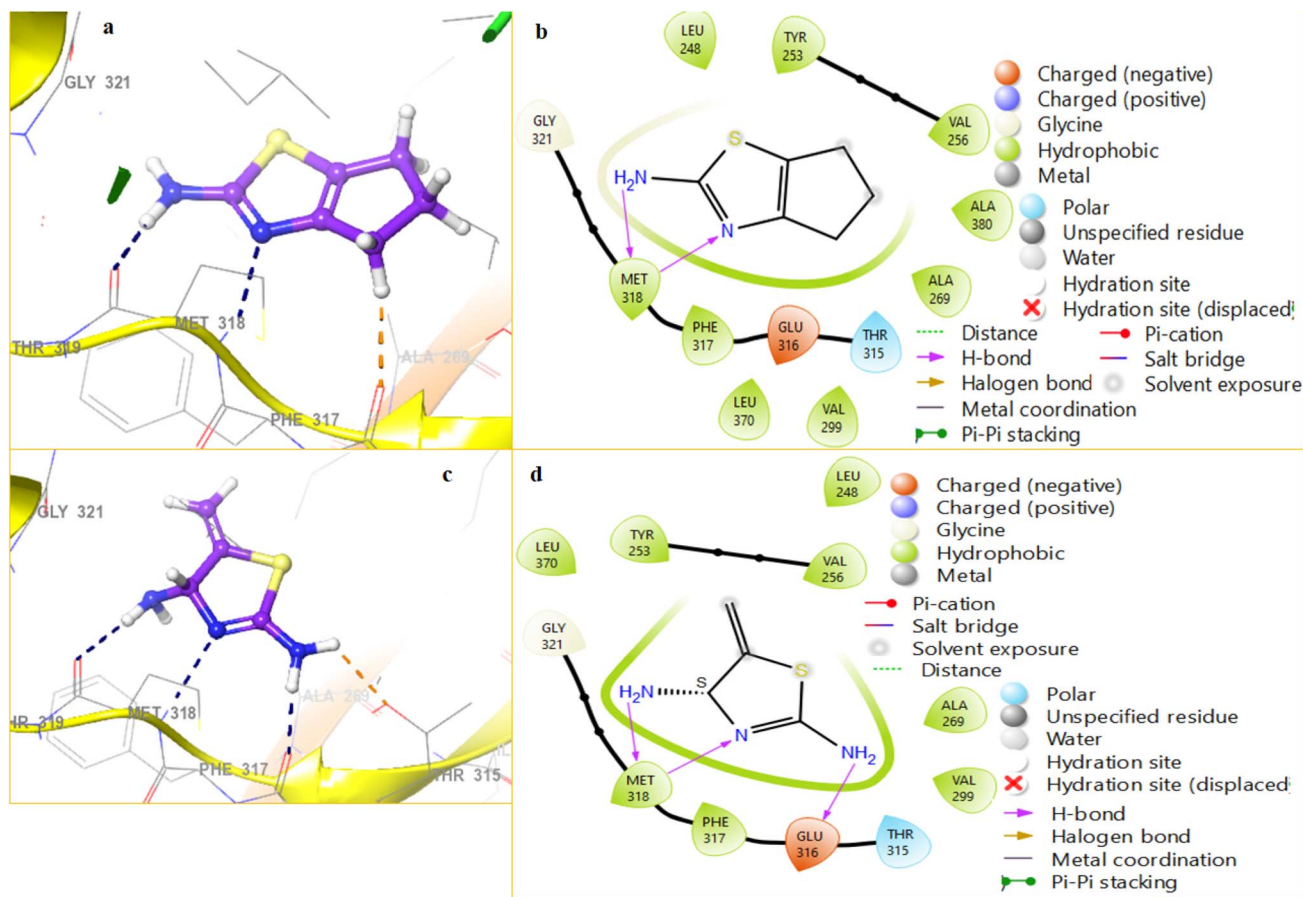 a
GLY 321
MET 318
THR 319
ALA 269
PHE 317
b
LEU
248
TYR
253
GLY
321
VAL
256
S
H₂N
N
ALA
380
MET
318
ALA
269
PHE
317
GLU
316
THR
315
LEU
370
VAL
299
Charged (negative)
Charged (positive)
Glycine
Hydrophobic
Metal
Polar
Unspecified residue
Water
Hydration site
Hydration site (displaced
Distance
H-bond
Halogen bond
Metal coordination
Pi-Pi stacking
Pi-cation
Salt bridge
Solvent exposure
c
GLY 321
HR 319
MET 318
ALA 269
PHE 317
THR 315
d
LEU
248
LEU
370
TYR
253
VAL
256
GLY
321
S
S
H₂N
N
NH₂
ALA
269
MET
318
VAL
299
PHE
317
GLU
316
THR
315
Charged (negative)
Charged (positive)
Glycine
Hydrophobic
Metal
Pi-cation
Salt bridge
Solvent exposure
Distance
Polar
Unspecified residue
Water
Hydration site
Hydration site (displaced
H-bond
Halogen bond
Metal coordination
Pi-Pi stacking